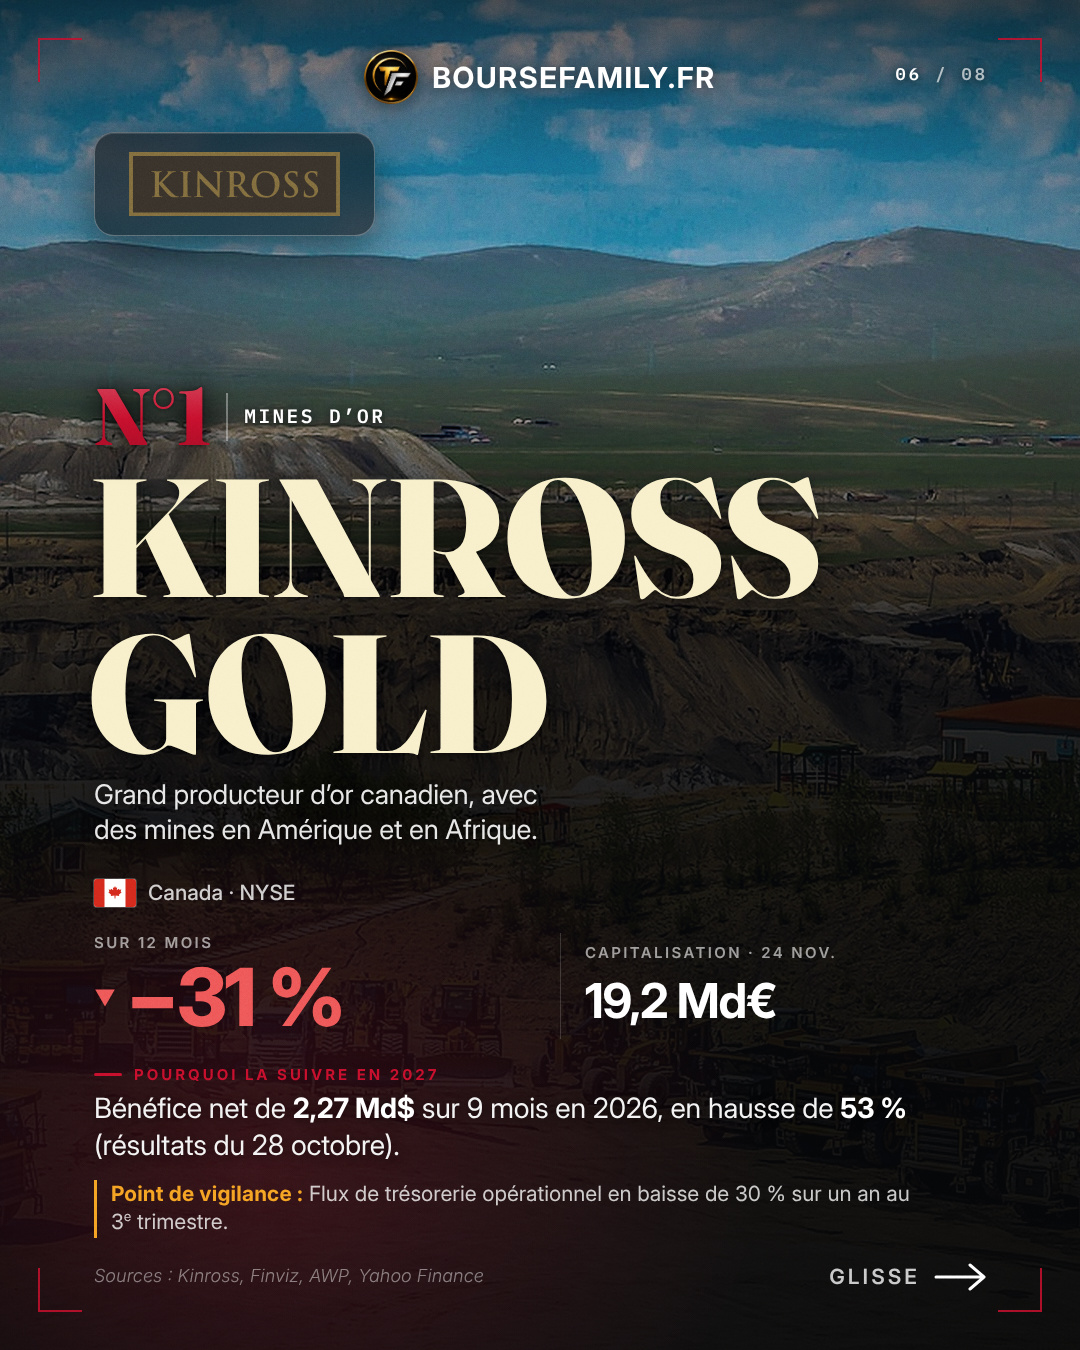 BOURSEFAMILY.FR
06 / 08
KINROSS
N°1
MINES D’OR
KINROSS
GOLD
Grand producteur d’or canadien, avec
des mines en Amérique et en Afrique.
Canada · NYSE
SUR 12 MOIS
▼ −31 %
CAPITALISATION · 24 NOV.
19,2 Md€
POURQUOI LA SUIVRE EN 2027
Bénéfice net de 2,27 Md$ sur 9 mois en 2026, en hausse de 53 %
(résultats du 28 octobre).
Point de vigilance : Flux de trésorerie opérationnel en baisse de 30 % sur un an au
3e trimestre.
Sources : Kinross, Finviz, AWP, Yahoo Finance
GLISSE